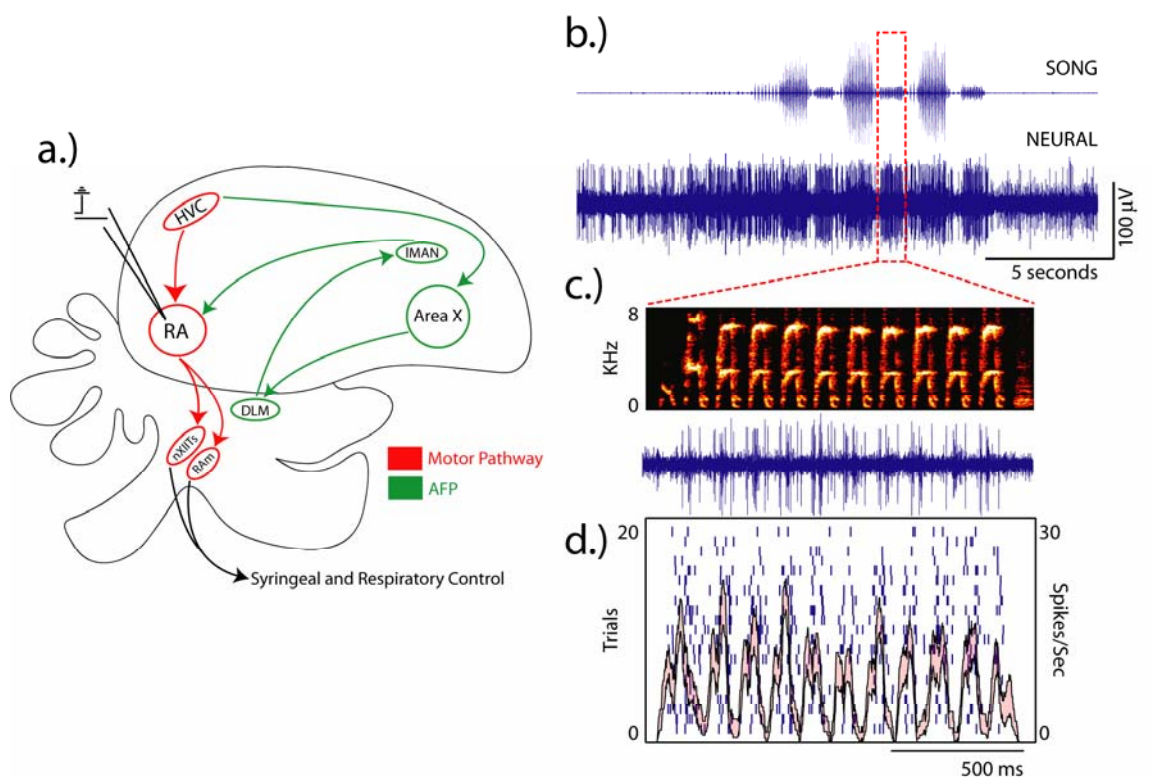 a.)
HVC
RA
lMAN
Area X
DLM
nXIITs
RAm
Motor Pathway
AFP
Syringeal and Respiratory Control
b.)
SONG
NEURAL
100 µV
5 seconds
c.)
8
KHz
0
d.)
20
Trials
0
30
Spikes/Sec
0
500 ms